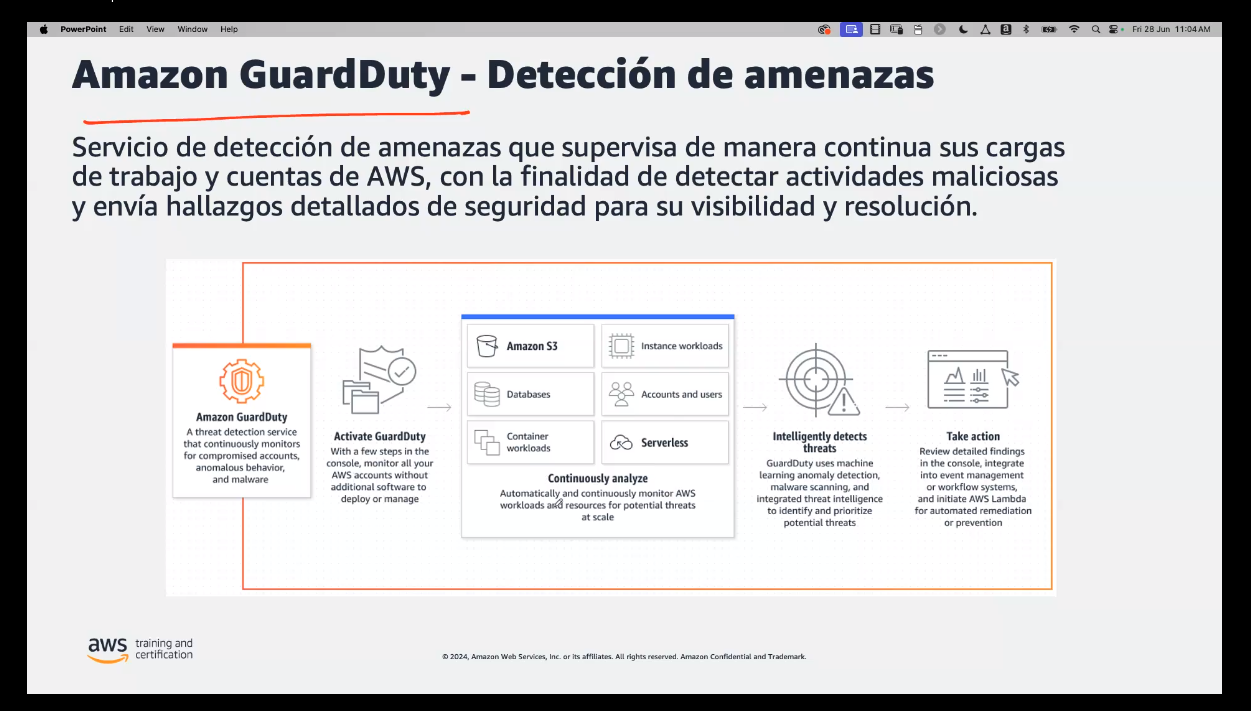 PowerPoint Edit View Window Help Fri 28 Jun 11:04 AM
Amazon GuardDuty - Detección de amenazas
Servicio de detección de amenazas que supervisa de manera continua sus cargas
de trabajo y cuentas de AWS, con la finalidad de detectar actividades maliciosas
y envía hallazgos detallados de seguridad para su visibilidad y resolución.
Amazon GuardDuty
A threat detection service
that continuously monitors
for compromised accounts,
anomalous behavior,
and malware
Activate GuardDuty
With a few steps in the
console, monitor all your
AWS accounts without
additional software to
deploy or manage
Amazon S3
Instance workloads
Databases
Accounts and users
Container
workloads
Serverless
Continuously analyze
Automatically and continuously monitor AWS
workloads and resources for potential threats
at scale
Intelligently detects
threats
GuardDuty uses machine
learning anomaly detection,
malware scanning, and
integrated threat intelligence
to identify and prioritize
potential threats
Take action
Review detailed findings
in the console, integrate
into event management
or workflow systems,
and initiate AWS Lambda
for automated remediation
or prevention
aws training and
certification
© 2024, Amazon Web Services, Inc. or its affiliates. All rights reserved. Amazon Confidential and Trademark.